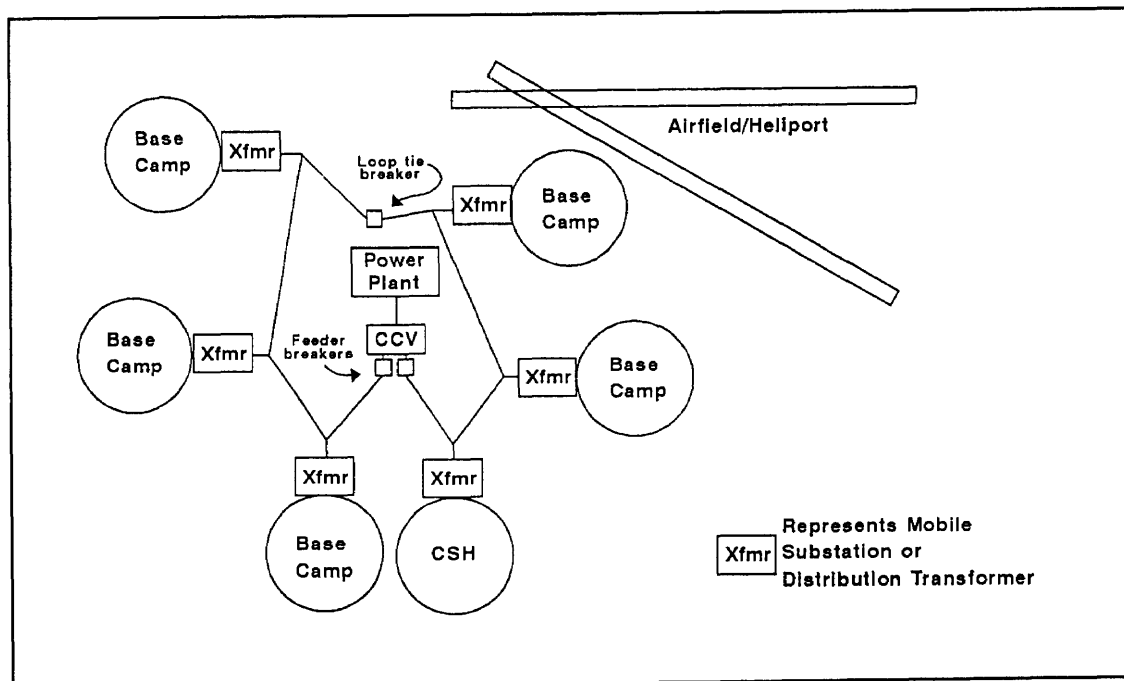 Airfield/Heliport
Base
Camp
Xfmr
Loop tie
breaker
Xfmr
Base
Camp
Power
Plant
Base
Camp
Xfmr
Feeder
breakers
CCV
Xfmr
Base
Camp
Xfmr
Base
Camp
Xfmr
CSH
Xfmr
Represents Mobile
Substation or
Distribution Transformer